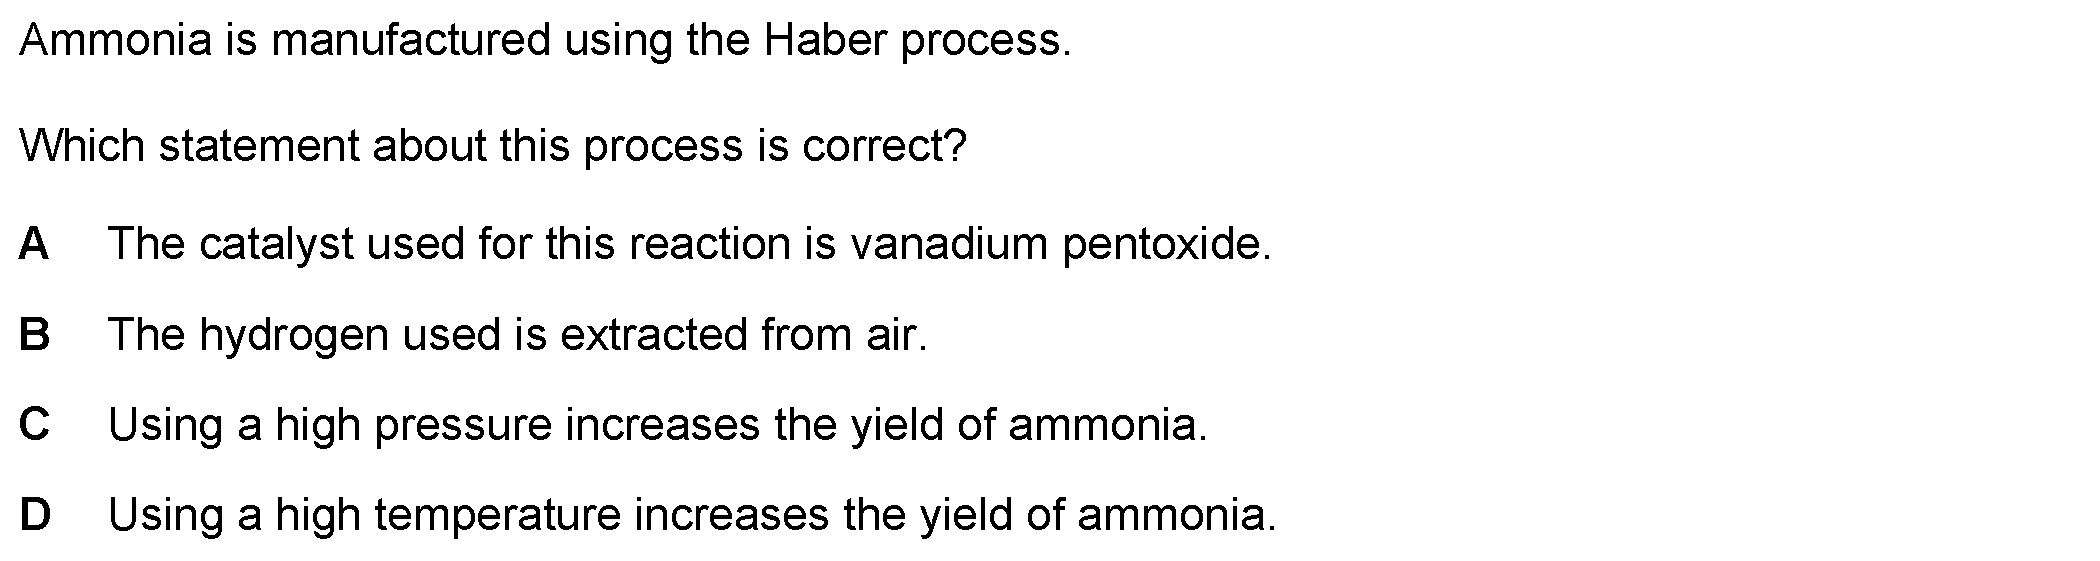 Ammonia is manufactured using the Haber process.
Which statement about this process is correct?
A The catalyst used for this reaction is vanadium pentoxide.
B The hydrogen used is extracted from air.
C Using a high pressure increases the yield of ammonia.
D Using a high temperature increases the yield of ammonia.